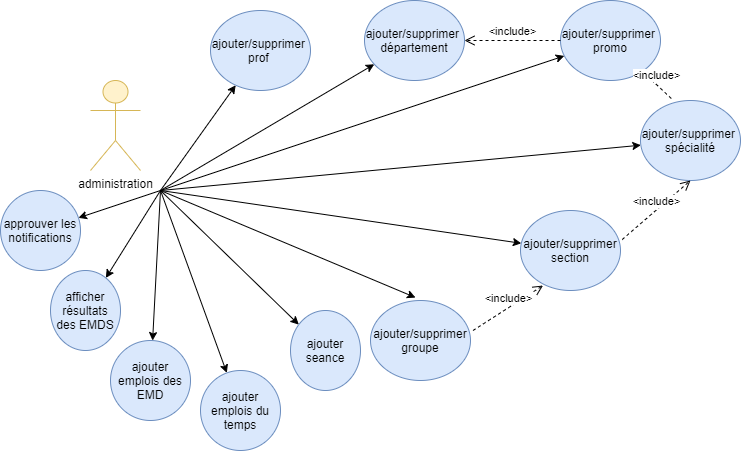 ajouter/supprimer
prof
ajouter/supprimer
département
<include>
ajouter/supprimer
promo
<include>
ajouter/supprimer
spécialité
administration
<include>
approuver les
notifications
ajouter/supprimer
section
afficher
résultats
des EMDS
<include>
ajouter
seance
ajouter/supprimer
groupe
ajouter
emplois des
EMD
ajouter
emplois du
temps